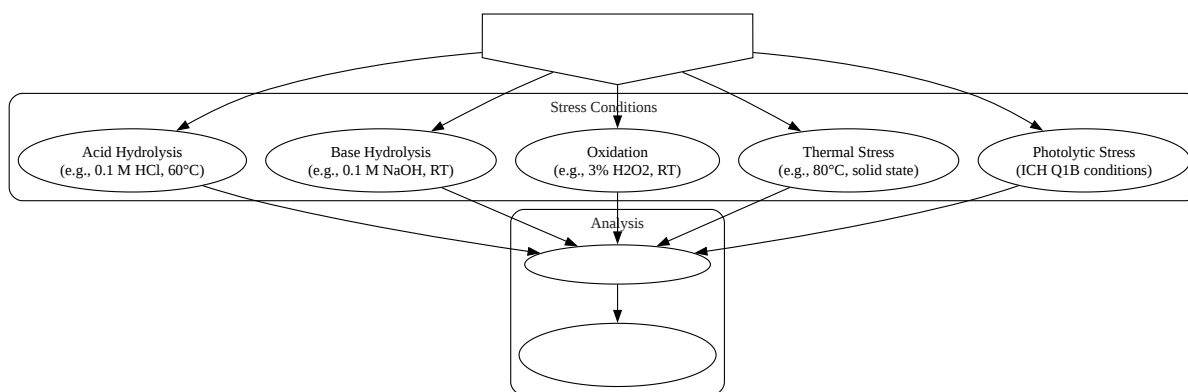 Stress Conditions
Acid Hydrolysis
(e.g., 0.1 M HCl, 60°C)
Base Hydrolysis
(e.g., 0.1 M NaOH, RT)
Oxidation
(e.g., 3% H2O2, RT)
Thermal Stress
(e.g., 80°C, solid state)
Photolytic Stress
(ICH Q1B conditions)
Analysis